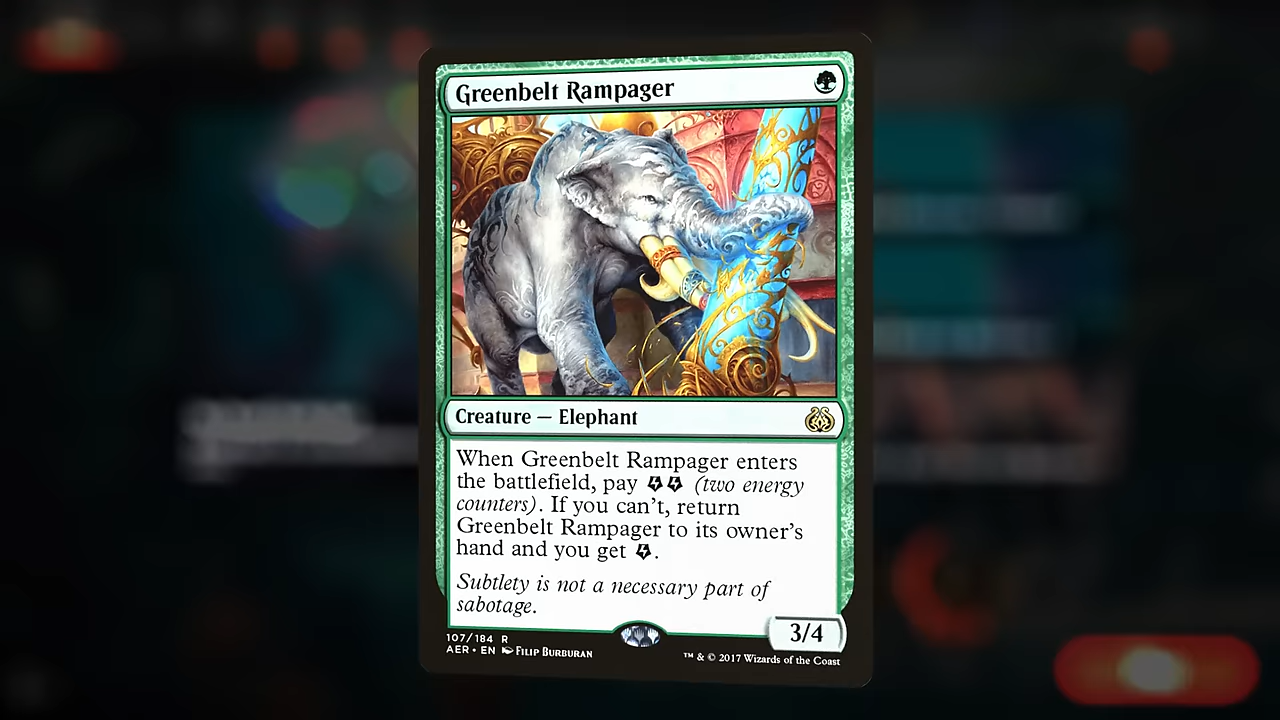 Greenbelt Rampager
Creature — Elephant
When Greenbelt Rampager enters
the battlefield, pay (two energy
counters). If you can't, return
Greenbelt Rampager to its owner's
hand and you get .
Subtlety is not a necessary part of
sabotage.
3/4
107/184 R
AER • EN Filip Burburan
™ & © 2017 Wizards of the Coast